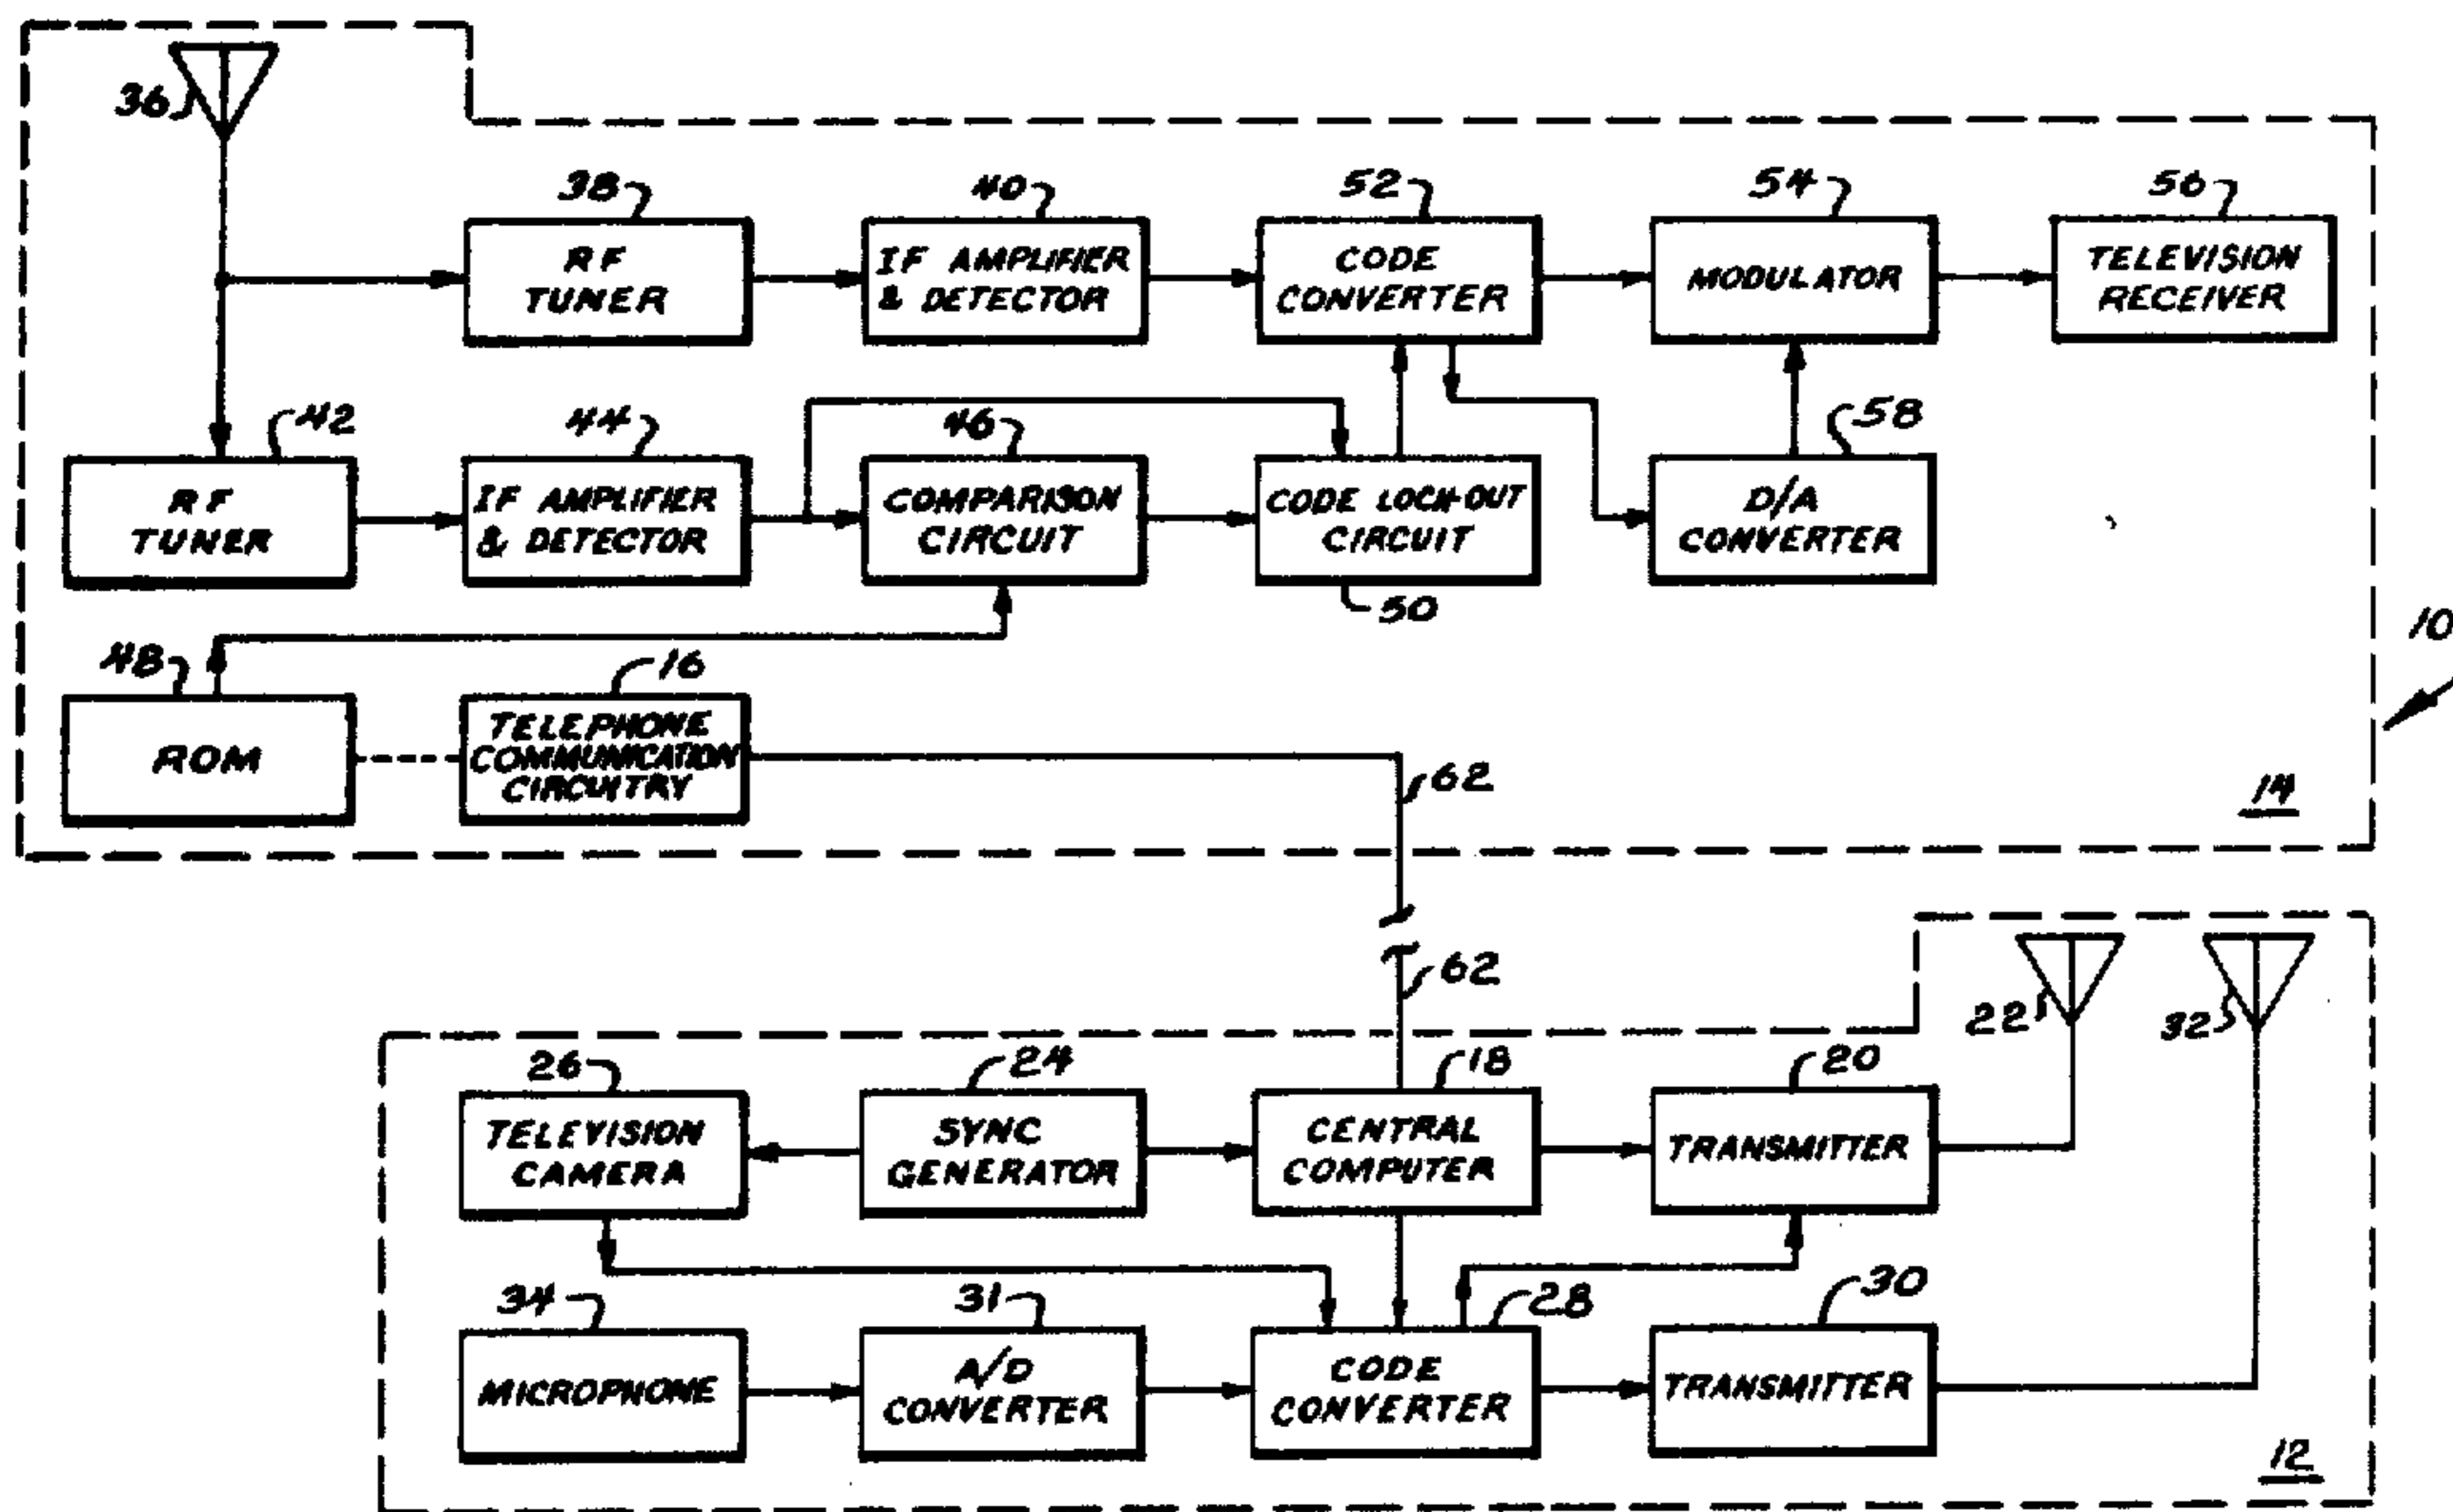 36
38
40
52
54
56
RF
TUNER
IF AMPLIFIER
& DETECTOR
CODE
CONVERTER
MODULATOR
TELEVISION
RECEIVER
42
44
46
58
RF
TUNER
IF AMPLIFIER
& DETECTOR
COMPARISON
CIRCUIT
CODE LOCK-OUT
CIRCUIT
D/A
CONVERTER
50
10
48
16
ROM
TELEPHONE
COMMUNICATION
CIRCUITRY
62
14
62
22
32
26
24
18
20
TELEVISION
CAMERA
SYNC
GENERATOR
CENTRAL
COMPUTER
TRANSMITTER
34
31
28
30
MICROPHONE
A/D
CONVERTER
CODE
CONVERTER
TRANSMITTER
12